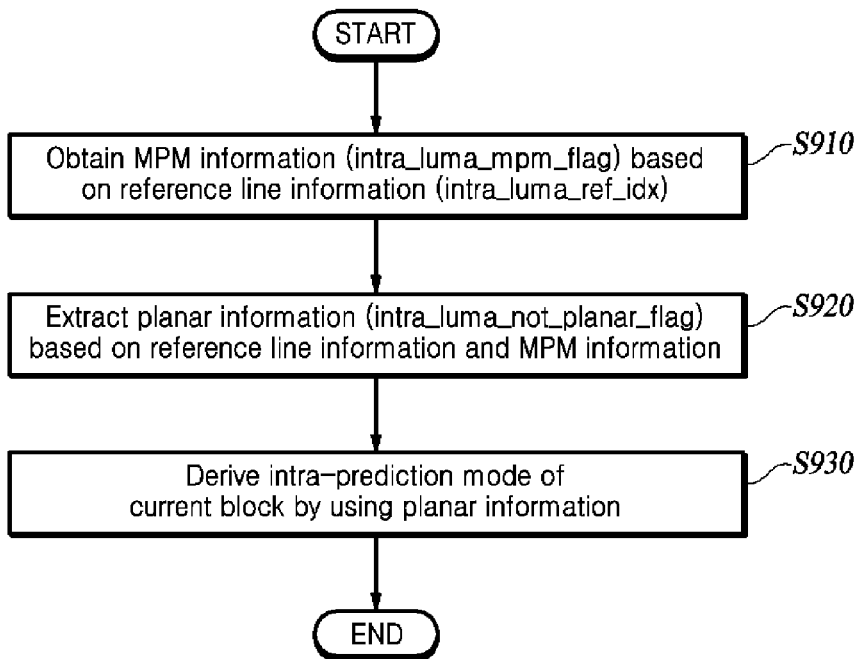 START
Obtain MPM information (intra_luma_mpm_flag) based
on reference line information (intra_luma_ref_idx)
S910
Extract planar information (intra_luma_not_planar_flag)
based on reference line information and MPM information
S920
Derive intra-prediction mode of
current block by using planar information
S930
END